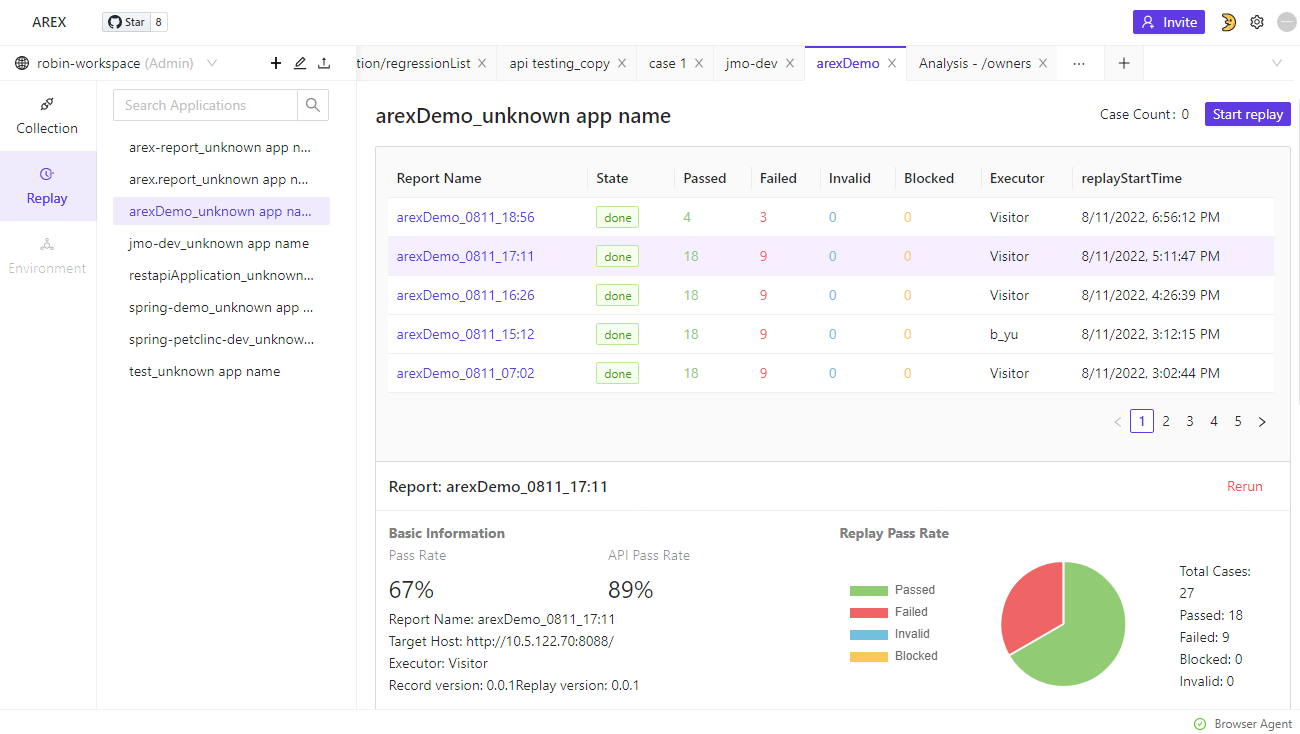 AREX
Star 8
Invite
robin-workspace (Admin)
tion/regressionList
api testing_copy
case 1
jmo-dev
arexDemo
Analysis - /owners
Collection
Replay
Environment
Search Applications
arex-report_unknown app n...
arex.report_unknown app n...
arexDemo_unknown app na...
jmo-dev_unknown app name
restapiApplication_unknown...
spring-demo_unknown app ...
spring-petclinc-dev_unknow...
test_unknown app name
arexDemo_unknown app name
Case Count: 0
Start replay
Report Name State Passed Failed Invalid Blocked Executor replayStartTime
arexDemo_0811_18:56 done 4 3 0 0 Visitor 8/11/2022, 6:56:12 PM
arexDemo_0811_17:11 done 18 9 0 0 Visitor 8/11/2022, 5:11:47 PM
arexDemo_0811_16:26 done 18 9 0 0 Visitor 8/11/2022, 4:26:39 PM
arexDemo_0811_15:12 done 18 9 0 0 b_yu 8/11/2022, 3:12:15 PM
arexDemo_0811_07:02 done 18 9 0 0 Visitor 8/11/2022, 3:02:44 PM
< 1 2 3 4 5 >
Report: arexDemo_0811_17:11
Rerun
Basic Information
Pass Rate
67%
API Pass Rate
89%
Report Name: arexDemo_0811_17:11
Target Host: http://10.5.122.70:8088/
Executor: Visitor
Record version: 0.0.1Replay version: 0.0.1
Replay Pass Rate
Passed
Failed
Invalid
Blocked
Total Cases:
27
Passed: 18
Failed: 9
Blocked: 0
Invalid: 0
Browser Agent